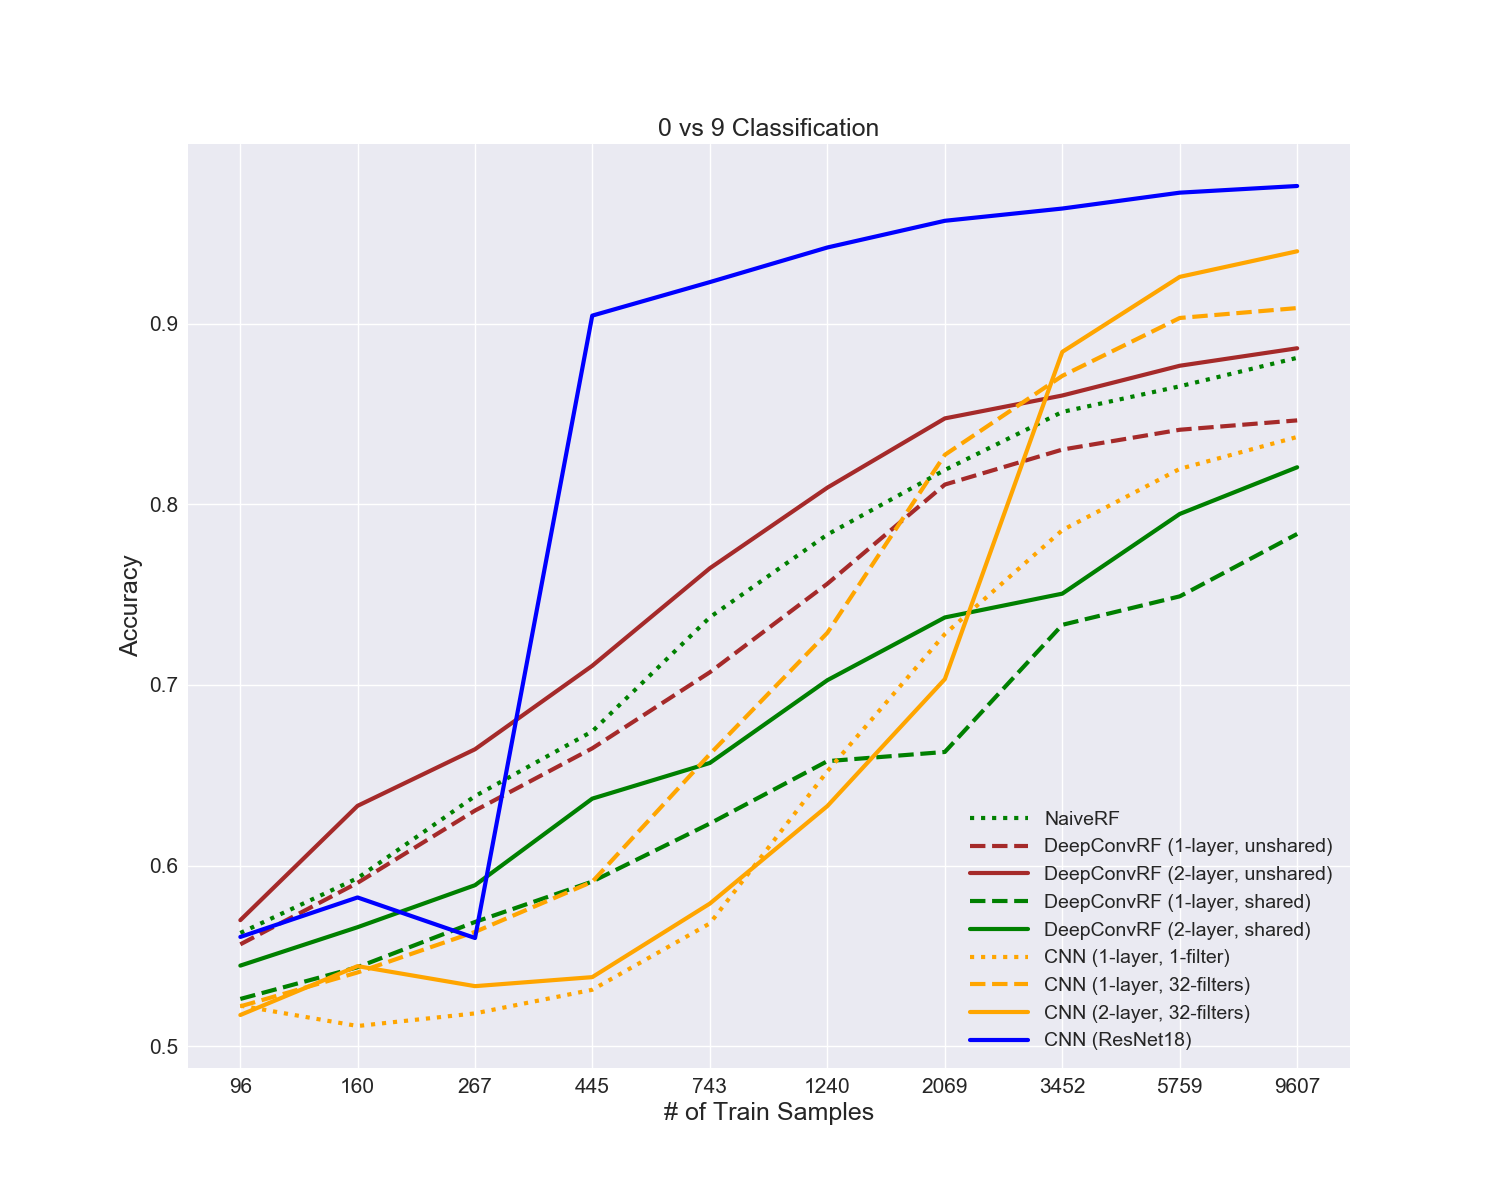 0 vs 9 Classification
Accuracy
0.9
0.8
0.7
0.6
0.5
NaiveRF
DeepConvRF (1-layer, unshared)
DeepConvRF (2-layer, unshared)
DeepConvRF (1-layer, shared)
DeepConvRF (2-layer, shared)
CNN (1-layer, 1-filter)
CNN (1-layer, 32-filters)
CNN (2-layer, 32-filters)
CNN (ResNet18)
96 160 267 445 743 1240 2069 3452 5759 9607
# of Train Samples